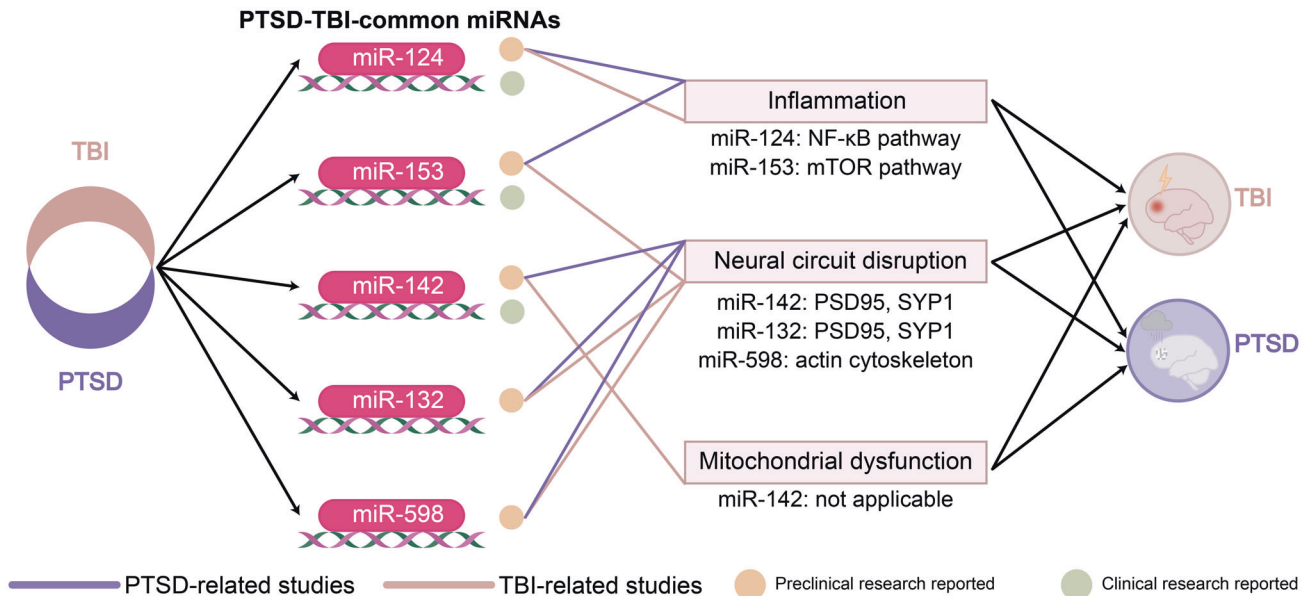 PTSD-TBI-common miRNAs
TBI
PTSD
miR-124
miR-153
miR-142
miR-132
miR-598
Inflammation
miR-124: NF-κB pathway
miR-153: mTOR pathway
Neural circuit disruption
miR-142: PSD95, SYP1
miR-132: PSD95, SYP1
miR-598: actin cytoskeleton
Mitochondrial dysfunction
miR-142: not applicable
TBI
PTSD
PTSD-related studies
TBI-related studies
Preclinical research reported
Clinical research reported